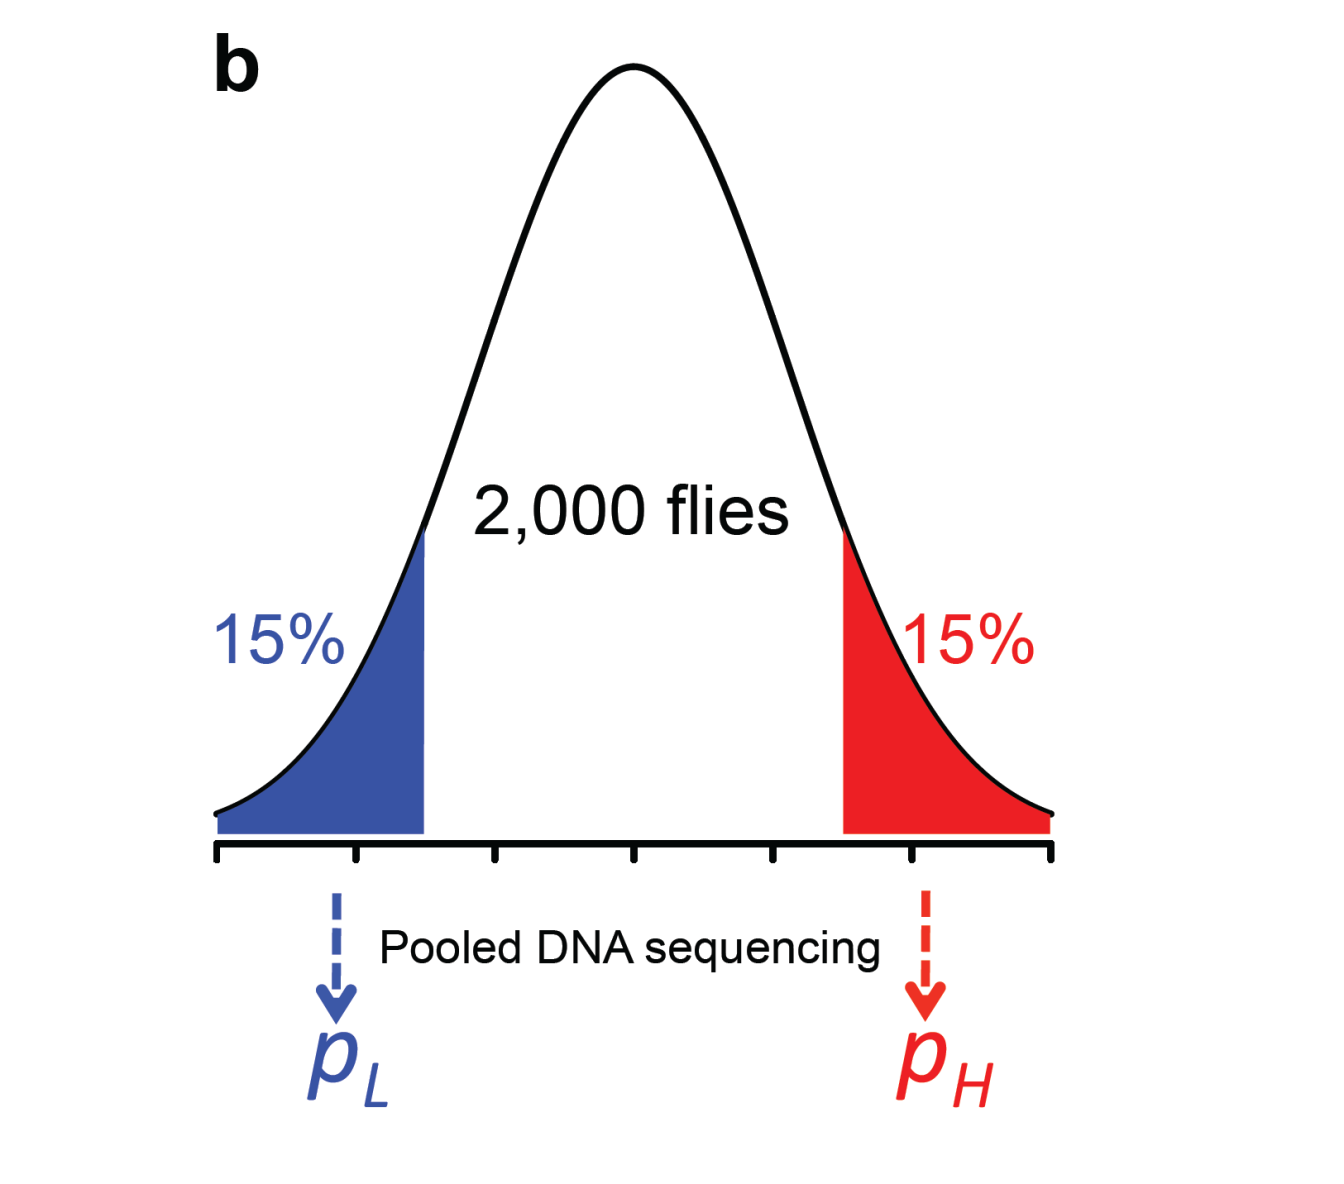 b
2,000 flies
15%
15%
Pooled DNA sequencing
pL
pH